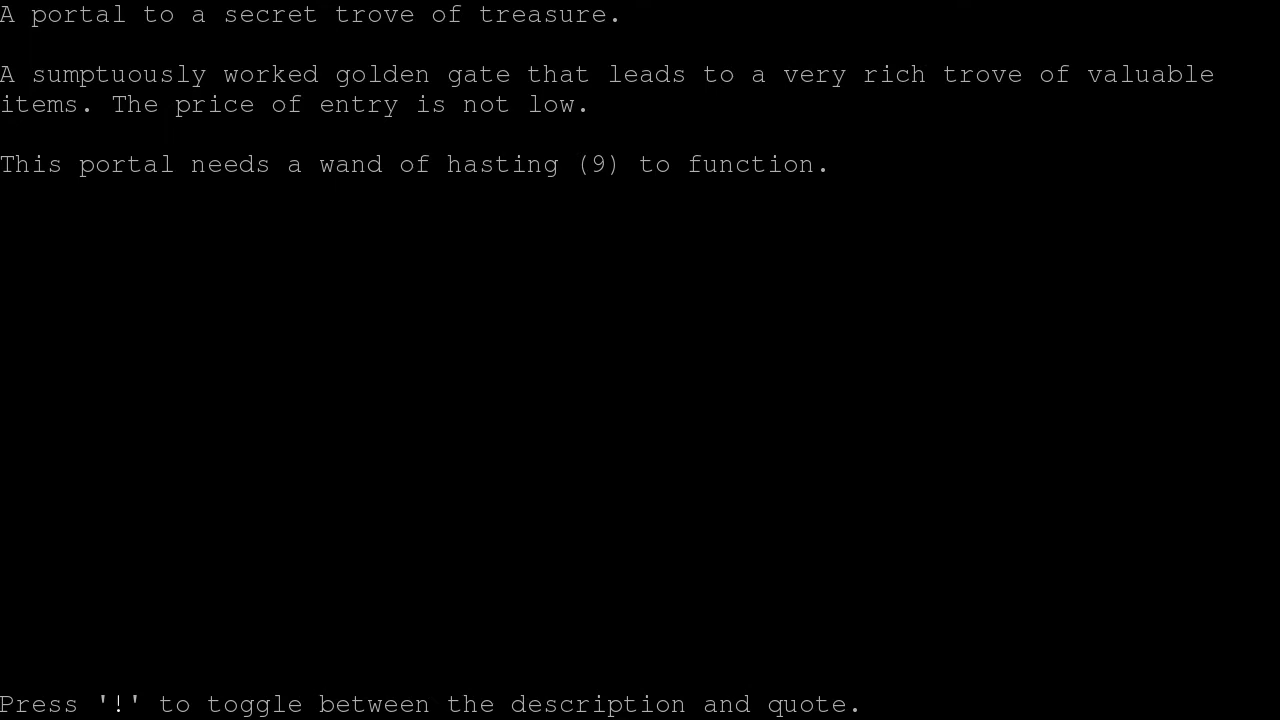 A portal to a secret trove of treasure.
A sumptuously worked golden gate that leads to a very rich trove of valuable
items. The price of entry is not low.
This portal needs a wand of hasting (9) to function.
Press '!' to toggle between the description and quote.